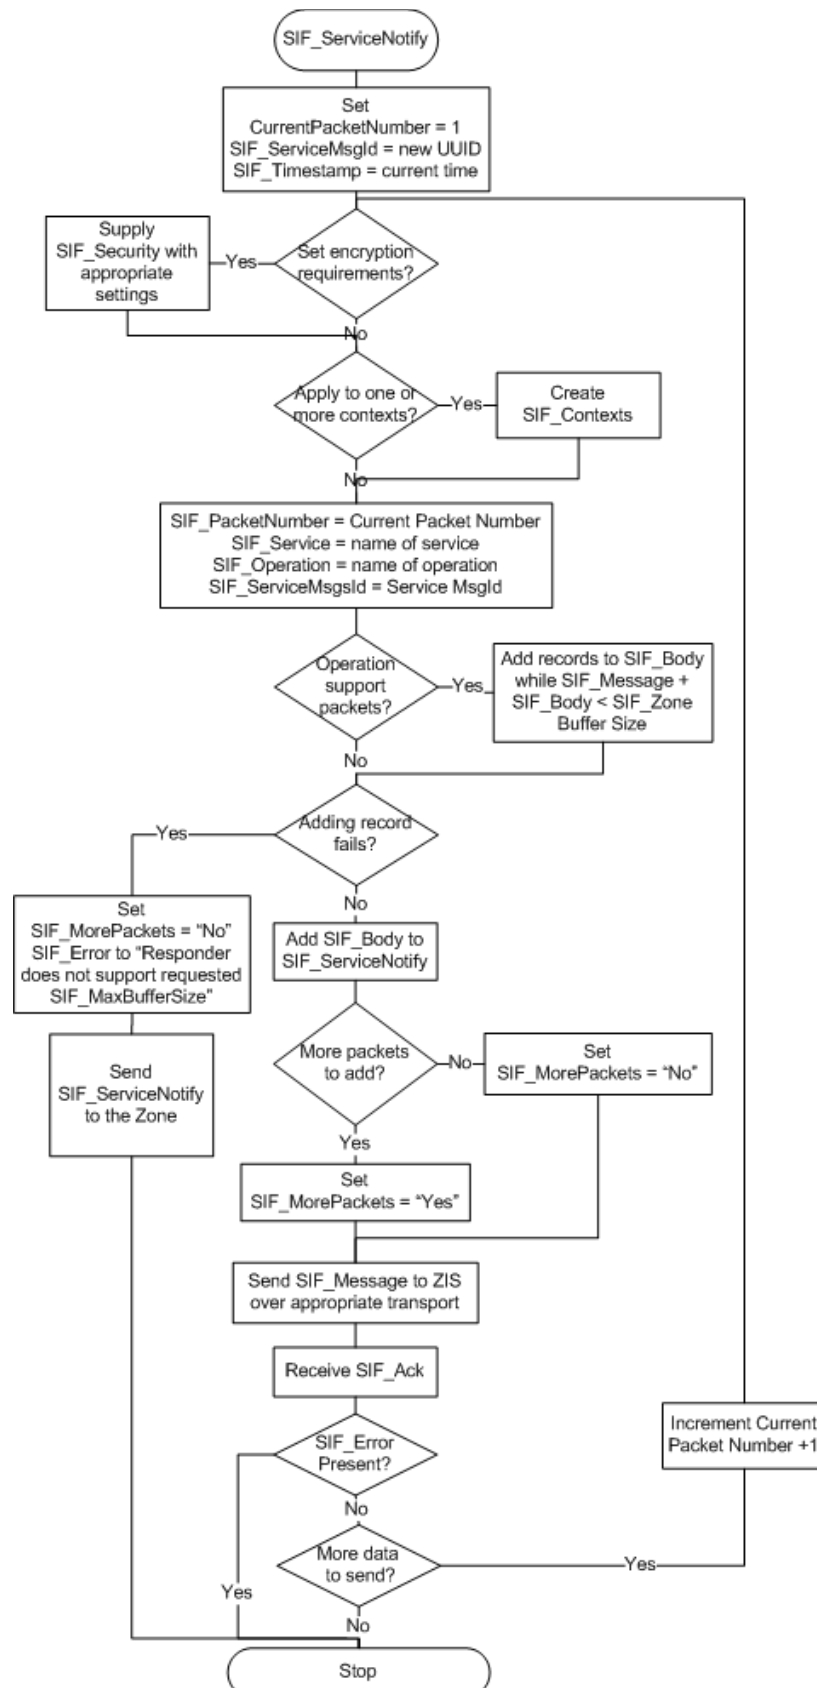 SIF_ServiceNotify
Set
CurrentPacketNumber = 1
SIF_ServiceMsgId = new UUID
SIF_Timestamp = current time
Supply
SIF_Security with
appropriate
settings
Yes
Set encryption
requirements?
No
Apply to one or
more contexts?
Yes
Create
SIF_Contexts
No
SIF_PacketNumber = Current Packet Number
SIF_Service = name of service
SIF_Operation = name of operation
SIF_ServiceMsgsId = Service MsgId
Operation
support
packets?
Yes
Add records to SIF_Body
while SIF_Message +
SIF_Body < SIF_Zone
Buffer Size
No
Adding record
fails?
Yes
No
Set
SIF_MorePackets = “No”
SIF_Error to “Responder
does not support requested
SIF_MaxBufferSize”
Add SIF_Body to
SIF_ServiceNotify
Send
SIF_ServiceNotify
to the Zone
More packets
to add?
No
Set
SIF_MorePackets = “No”
Yes
Set
SIF_MorePackets = “Yes”
Send SIF_Message to ZIS
over appropriate transport
Receive SIF_Ack
Increment Current
Packet Number +1
SIF_Error
Present?
No
More data
to send?
Yes
Yes
No
Stop